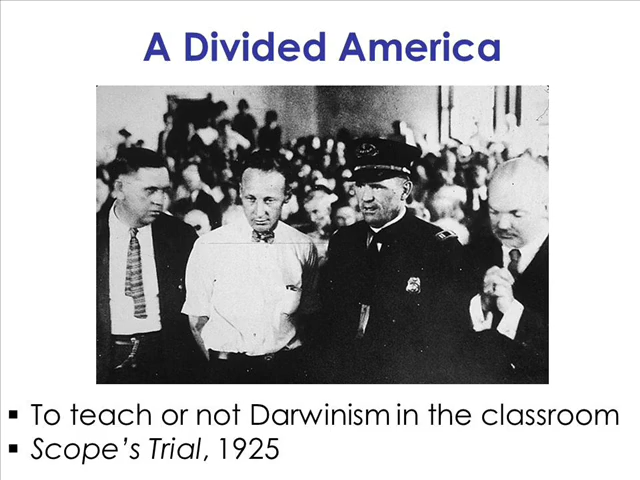 A Divided America
▪ To teach or not Darwinism in the classroom
▪ Scope's Trial, 1925